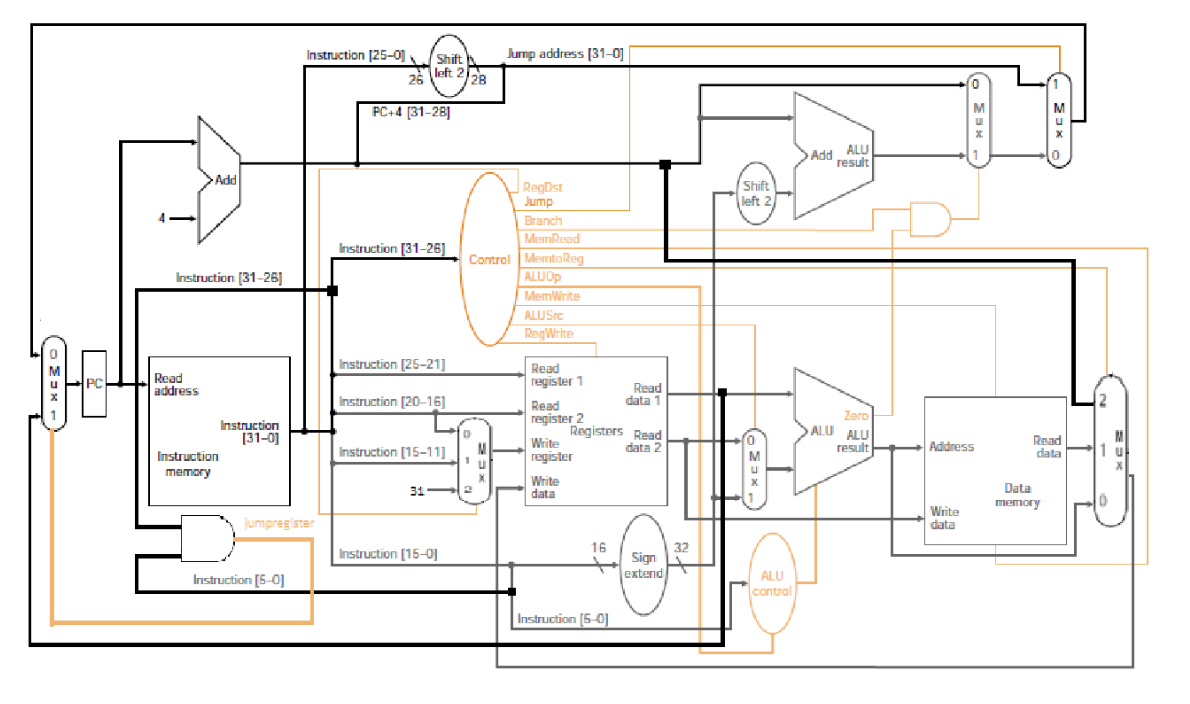 Instruction [25–0]
26
Shift
left 2
28
Jump address [31–0]
PC+4 [31–28]
Add
4
0
M
u
x
1
1
M
u
x
0
Add
ALU
result
Shift
left 2
RegDst
Jump
Branch
MemRead
MemtoReg
ALUOp
MemWrite
ALUSrc
RegWrite
Control
Instruction [31–26]
Instruction [31–26]
0
M
u
x
1
PC
Read
address
Instruction
[31–0]
Instruction
memory
Instruction [25–21]
Instruction [20–16]
Instruction [15–11]
31
0
1
2
M
u
x
Read
register 1
Read
register 2
Write
register
Write
data
Registers
Read
data 1
Read
data 2
0
M
u
x
1
Zero
ALU
ALU
result
Address
Write
data
Read
data
Data
memory
2
1
0
M
u
x
jumpregister
Instruction [5–0]
Instruction [15–0]
16
Sign
extend
32
ALU
control
Instruction [5–0]